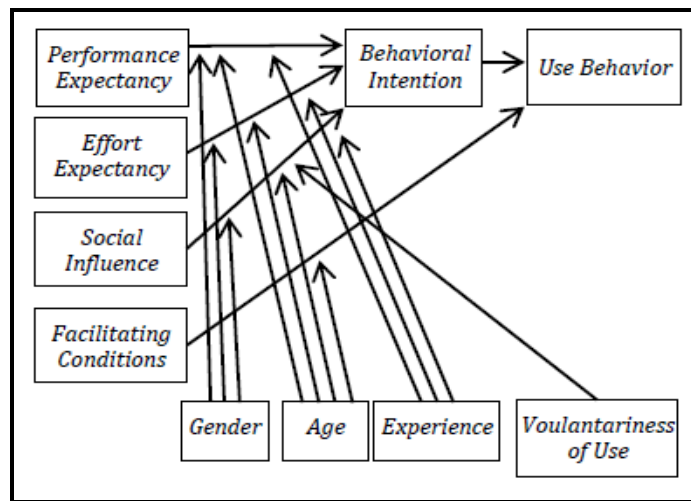 Performance
Expectancy
Behavioral
Intention
Use Behavior
Effort
Expectancy
Social
Influence
Facilitating
Conditions
Gender
Age
Experience
Voulantariness
of Use